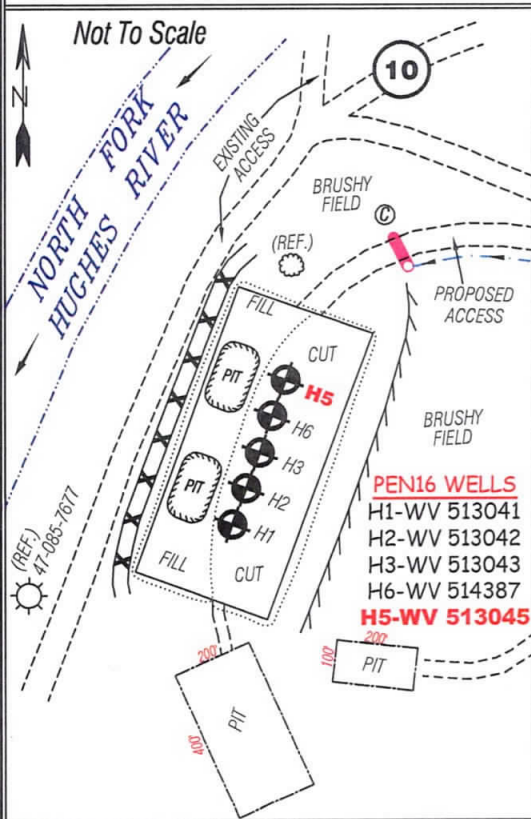 Not To Scale
N
10
NORTH FORK
HUGHES RIVER
EXISTING
ACCESS
BRUSHY
FIELD
C
(REF.)
PROPOSED
ACCESS
FILL
CUT
PIT
H5
H6
BRUSHY
FIELD
H3
PIT
H2
H1
PEN16 WELLS
H1-WV 513041
H2-WV 513042
H3-WV 513043
H6-WV 514387
H5-WV 513045
(REF.)
47-085-7677
FILL
CUT
200'
100'
PIT
200'
400'
PIT